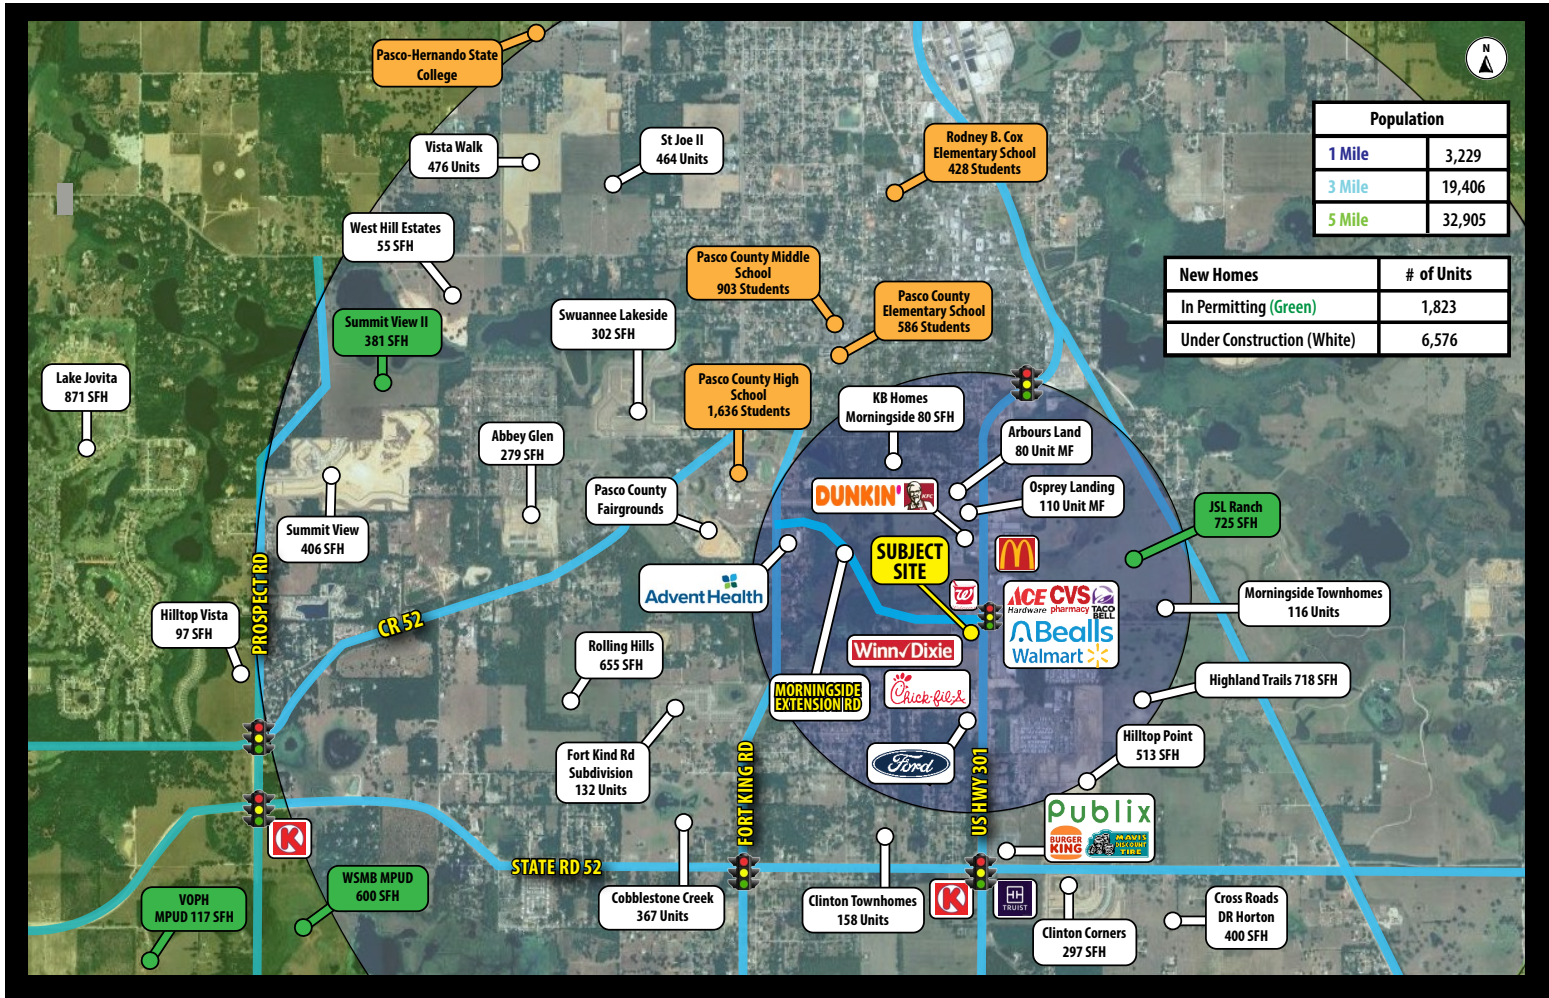 Pasco-Hernando State
College
N
Population
1 Mile 3,229
3 Mile 19,406
5 Mile 32,905
New Homes # of Units
In Permitting (Green) 1,823
Under Construction (White) 6,576
Vista Walk
476 Units
St Joe II
464 Units
Rodney B. Cox
Elementary School
428 Students
West Hill Estates
55 SFH
Pasco County Middle
School
903 Students
Pasco County
Elementary School
586 Students
Summit View II
381 SFH
Swuannee Lakeside
302 SFH
Lake Jovita
871 SFH
Pasco County High
School
1,636 Students
KB Homes
Morningside 80 SFH
Abbey Glen
279 SFH
Arbours Land
80 Unit MF
Pasco County
Fairgrounds
DUNKIN'
KFC
Osprey Landing
110 Unit MF
JSL Ranch
725 SFH
Summit View
406 SFH
SUBJECT
SITE
PROSPECT RD
CR 52
AdventHealth
ACE
Hardware
CVS
pharmacy
TACO
BELL
Bealls
Walmart
Morningside Townhomes
116 Units
Hilltop Vista
97 SFH
Rolling Hills
655 SFH
Winn Dixie
Chick-fil-A
MORNINGSIDE
EXTENSION RD
Highland Trails 718 SFH
Hilltop Point
513 SFH
Fort Kind Rd
Subdivision
132 Units
FORT KING RD
Ford
US HWY 301
Publix
BURGER
KING
MAVIS
DISCOUNT
TIRE
K
STATE RD 52
WSMB MPUD
600 SFH
VOPH
MPUD 117 SFH
Cobblestone Creek
367 Units
Clinton Townhomes
158 Units
K
TRUIST
Clinton Corners
297 SFH
Cross Roads
DR Horton
400 SFH